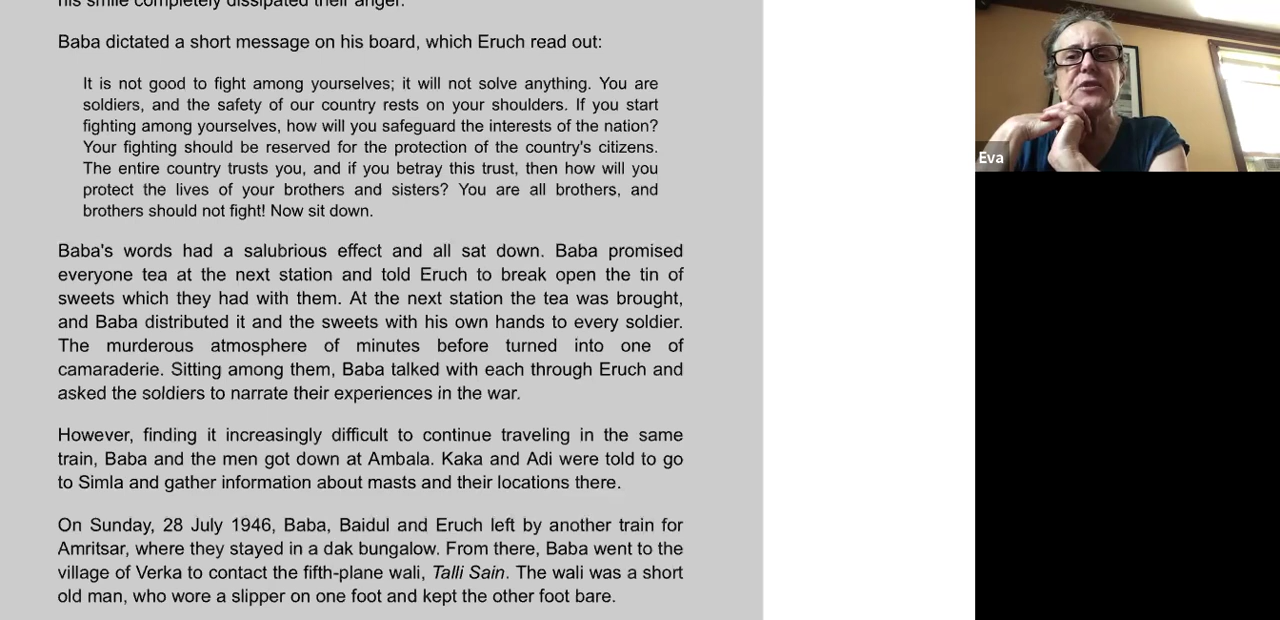 his smile completely dissipated their anger.
Baba dictated a short message on his board, which Eruch read out:
It is not good to fight among yourselves; it will not solve anything. You are
soldiers, and the safety of our country rests on your shoulders. If you start
fighting among yourselves, how will you safeguard the interests of the nation?
Your fighting should be reserved for the protection of the country's citizens.
The entire country trusts you, and if you betray this trust, then how will you
protect the lives of your brothers and sisters? You are all brothers, and
brothers should not fight! Now sit down.
Baba's words had a salubrious effect and all sat down. Baba promised
everyone tea at the next station and told Eruch to break open the tin of
sweets which they had with them. At the next station the tea was brought,
and Baba distributed it and the sweets with his own hands to every soldier.
The murderous atmosphere of minutes before turned into one of
camaraderie. Sitting among them, Baba talked with each through Eruch and
asked the soldiers to narrate their experiences in the war.
However, finding it increasingly difficult to continue traveling in the same
train, Baba and the men got down at Ambala. Kaka and Adi were told to go
to Simla and gather information about masts and their locations there.
On Sunday, 28 July 1946, Baba, Baidul and Eruch left by another train for
Amritsar, where they stayed in a dak bungalow. From there, Baba went to the
village of Verka to contact the fifth-plane wali, Talli Sain. The wali was a short
old man, who wore a slipper on one foot and kept the other foot bare.
Eva